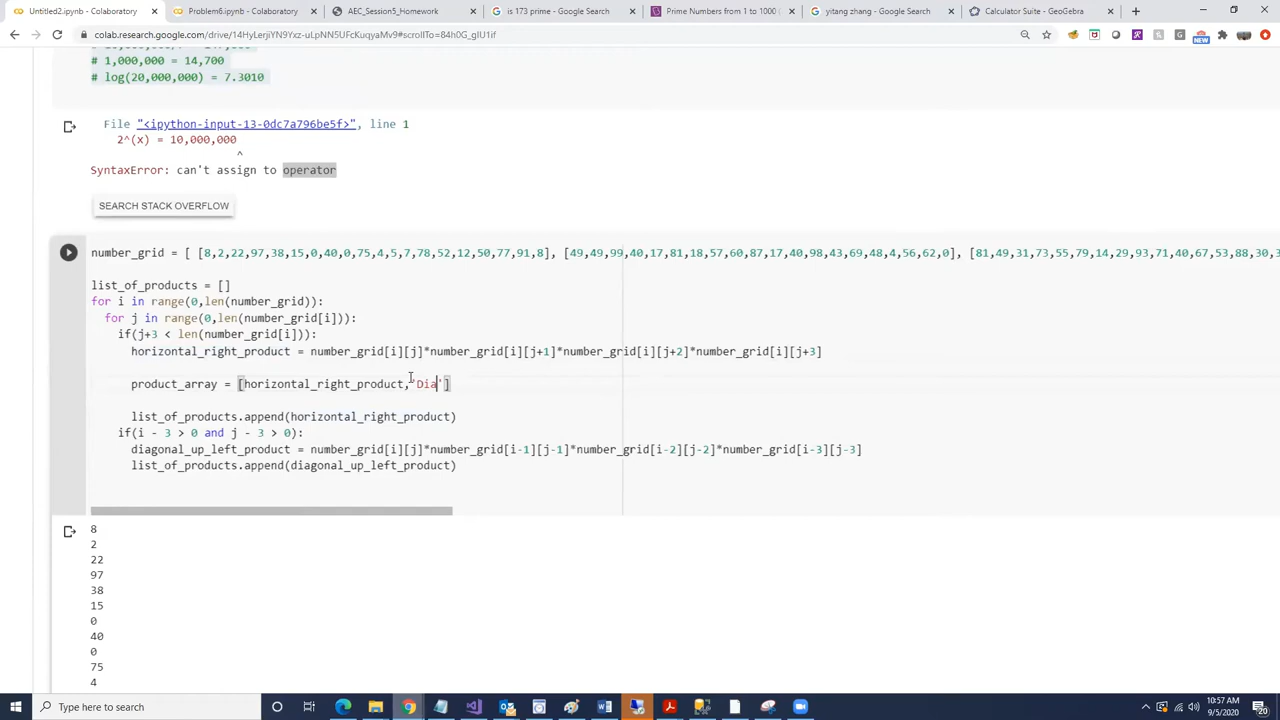 Untitled2.ipynb - Colaboratory
Problem6.ipynb - Colaboratory
AEC_Session5_Homework
is 173 prime - Google Search
Prime Numbers from 1 to 1000 (
yitang zhang - Google Search
Calculator Suite - GeoGebra
colab.research.google.com/drive/14HyLerjiYN9Yxz-uLpNN5UFcKuqyaMv9#scrollTo=84h0G_gIU1if
# 1,000,000 = 14,700
# log(20,000,000) = 7.3010
File "<ipython-input-13-0dc7a796be5f>", line 1
2^(x) = 10,000,000
^
SyntaxError: can't assign to operator
SEARCH STACK OVERFLOW
number_grid = [ [8,2,22,97,38,15,0,40,0,75,4,5,7,78,52,12,50,77,91,8], [49,49,99,40,17,81,18,57,60,87,17,40,98,43,69,48,4,56,62,0], [81,49,31,73,55,79,14,29,93,71,40,67,53,88,30,3
list_of_products = []
for i in range(0,len(number_grid)):
for j in range(0,len(number_grid[i])):
if(j+3 < len(number_grid[i])):
horizontal_right_product = number_grid[i][j]*number_grid[i][j+1]*number_grid[i][j+2]*number_grid[i][j+3]
product_array = [horizontal_right_product,'Dia']
list_of_products.append(horizontal_right_product)
if(i - 3 > 0 and j - 3 > 0):
diagonal_up_left_product = number_grid[i][j]*number_grid[i-1][j-1]*number_grid[i-2][j-2]*number_grid[i-3][j-3]
list_of_products.append(diagonal_up_left_product)
8
2
22
97
38
15
0
40
0
75
4
Type here to search
10:57 AM
9/5/2020
20